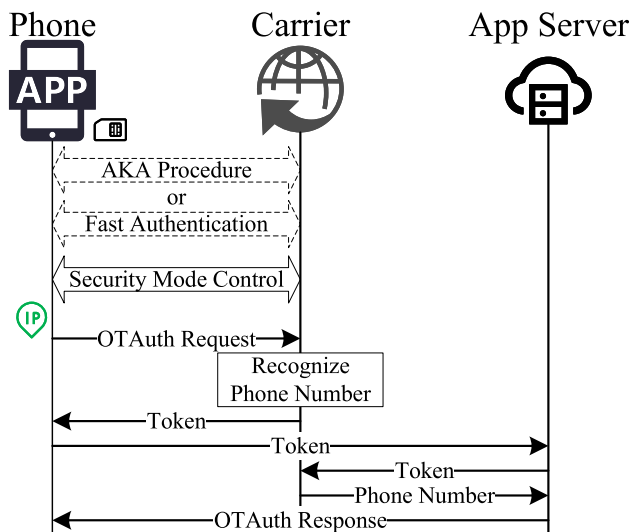 Phone
Carrier
App Server
APP
AKA Procedure
or
Fast Authentication
Security Mode Control
IP
OTAuth Request
Recognize
Phone Number
Token
Token
Token
Phone Number
OTAuth Response